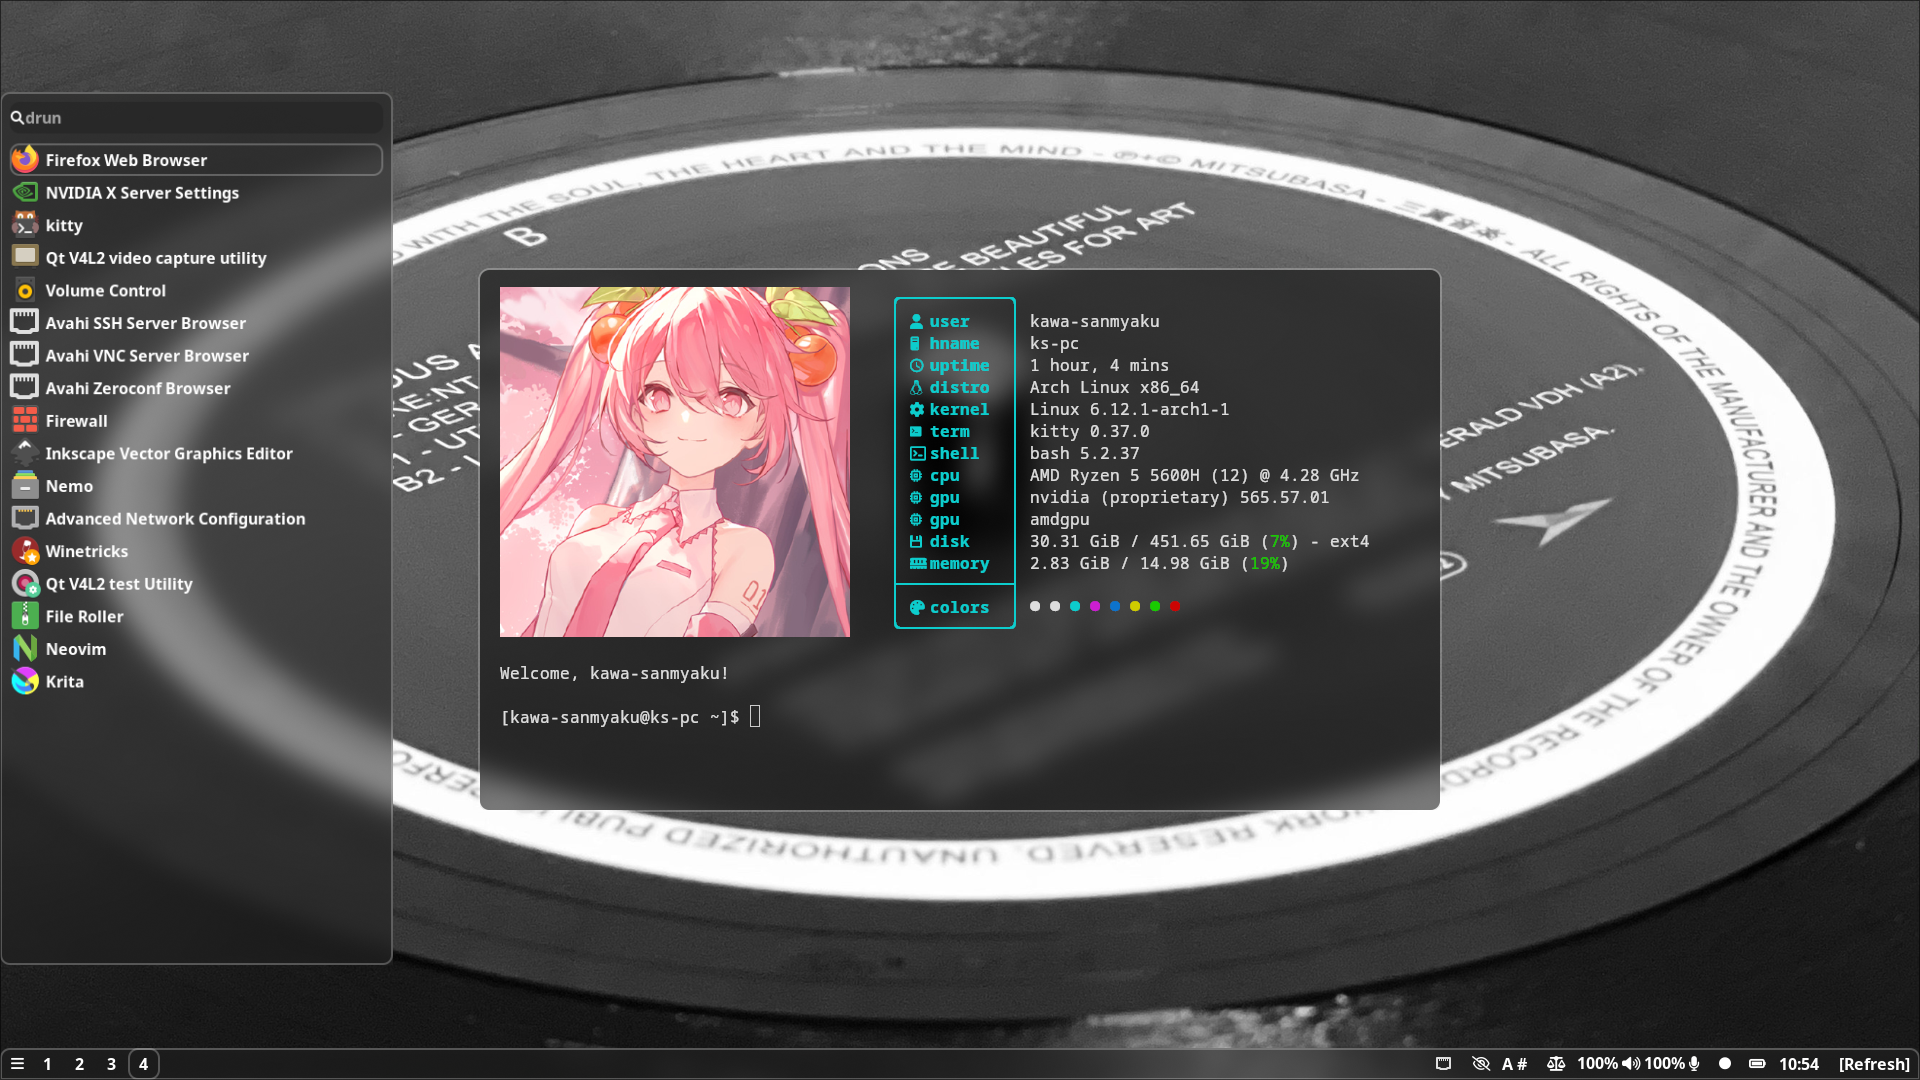 drun
Firefox Web Browser
NVIDIA X Server Settings
kitty
Qt V4L2 video capture utility
Volume Control
Avahi SSH Server Browser
Avahi VNC Server Browser
Avahi Zeroconf Browser
Firewall
Inkscape Vector Graphics Editor
Nemo
Advanced Network Configuration
Winetricks
Qt V4L2 test Utility
File Roller
Neovim
Krita
WITH THE SOUL, THE HEART AND THE MIND - ℗+© MITSUBASA -
- ALL RIGHTS OF THE MANUFACTURER AND THE OWNER OF THE RECORDED
WORK RESERVED. UNAUTHORIZED PUBLIC
B
BEAUTIFUL
FOR ART
VDH (A2).
MITSUBASA.
B2 -
01
user kawa-sanmyaku
hname ks-pc
uptime 1 hour, 4 mins
distro Arch Linux x86_64
kernel Linux 6.12.1-arch1-1
term kitty 0.37.0
shell bash 5.2.37
cpu AMD Ryzen 5 5600H (12) @ 4.28 GHz
gpu nvidia (proprietary) 565.57.01
gpu amdgpu
disk 30.31 GiB / 451.65 GiB (7%) - ext4
memory 2.83 GiB / 14.98 GiB (19%)
colors
Welcome, kawa-sanmyaku!
[kawa-sanmyaku@ks-pc ~]$
1 2 3 4
A # 100% 100% 10:54 [Refresh]